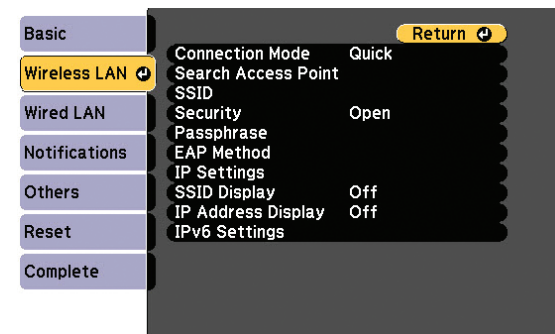 Basic
Wireless LAN
Wired LAN
Notifications
Others
Reset
Complete
Return
Connection Mode Quick
Search Access Point
SSID
Security Open
Passphrase
EAP Method
IP Settings
SSID Display Off
IP Address Display Off
IPv6 Settings